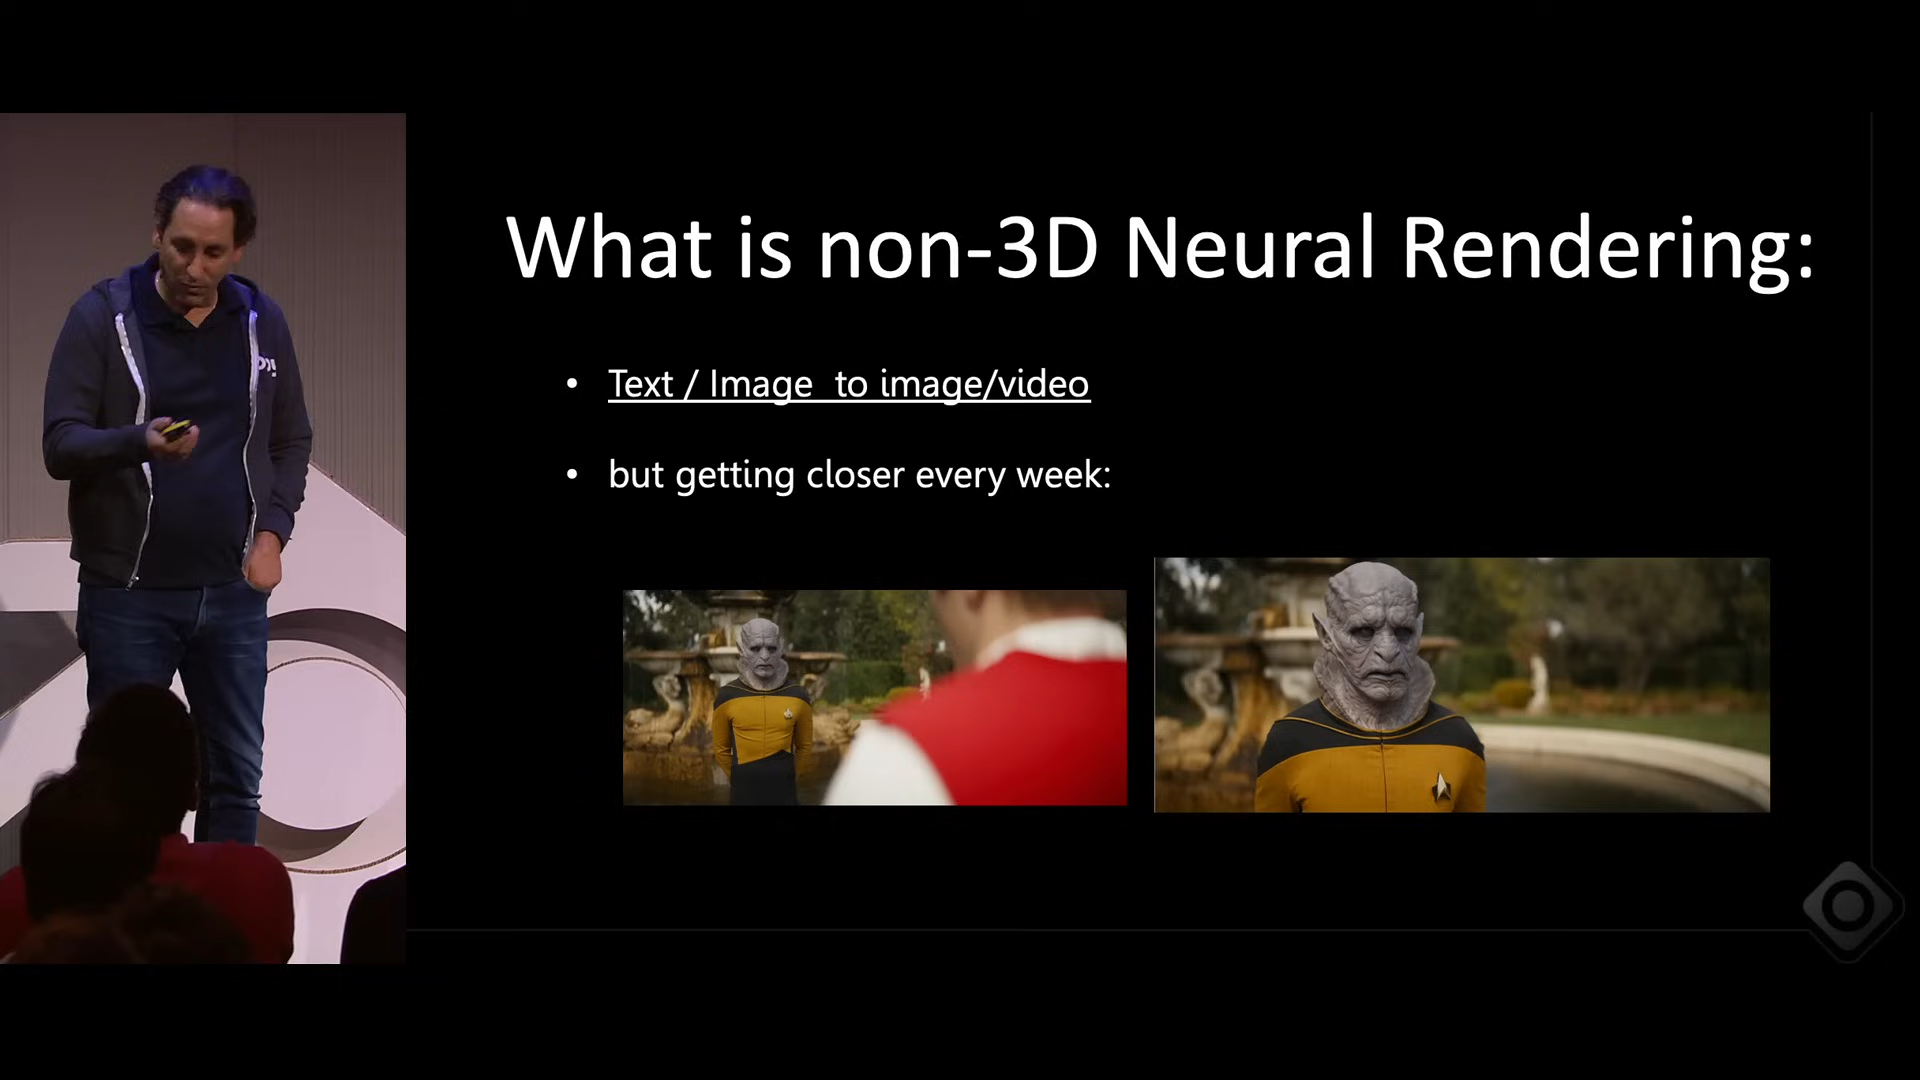 What is non-3D Neural Rendering:
• Text / Image  to image/video
• but getting closer every week: